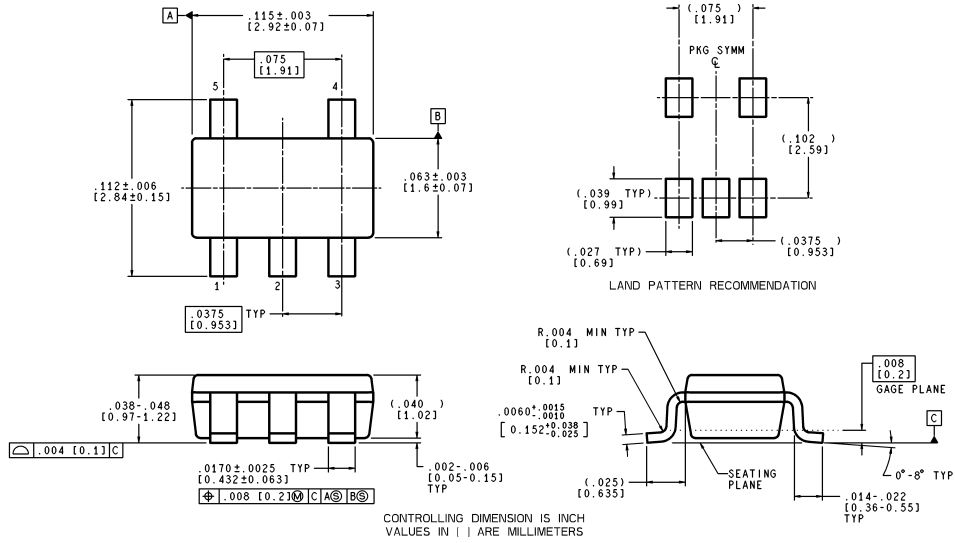 A
.115±.003
[2.92±0.07]
.075
[1.91]
5
4
B
.112±.006
[2.84±0.15]
.063±.003
[1.6±0.07]
1
2
3
.0375
[0.953]
TYP
(.075 )
[1.91]
PKG SYMM
℄
(.102 )
[2.59]
(.039 TYP)
[0.99]
(.027 TYP)
[0.69]
(.0375 )
[0.953]
LAND PATTERN RECOMMENDATION
.038-.048
[0.97-1.22]
(.040 )
[1.02]
⌓ .004 [0.1] C
.0170±.0025 TYP
[0.432±0.063]
⌖ .008 [0.2]Ⓜ C AⓈ BⓈ
.002-.006
[0.05-0.15]
TYP
R.004 MIN TYP
[0.1]
R.004 MIN TYP
[0.1]
.0060+.0015 -.0010 TYP
[0.152+0.038 -0.025]
.008
[0.2]
GAGE PLANE
C
SEATING
PLANE
0°-8° TYP
(.025)
[0.635]
.014-.022
[0.36-0.55]
TYP
CONTROLLING DIMENSION IS INCH
VALUES IN [ ] ARE MILLIMETERS